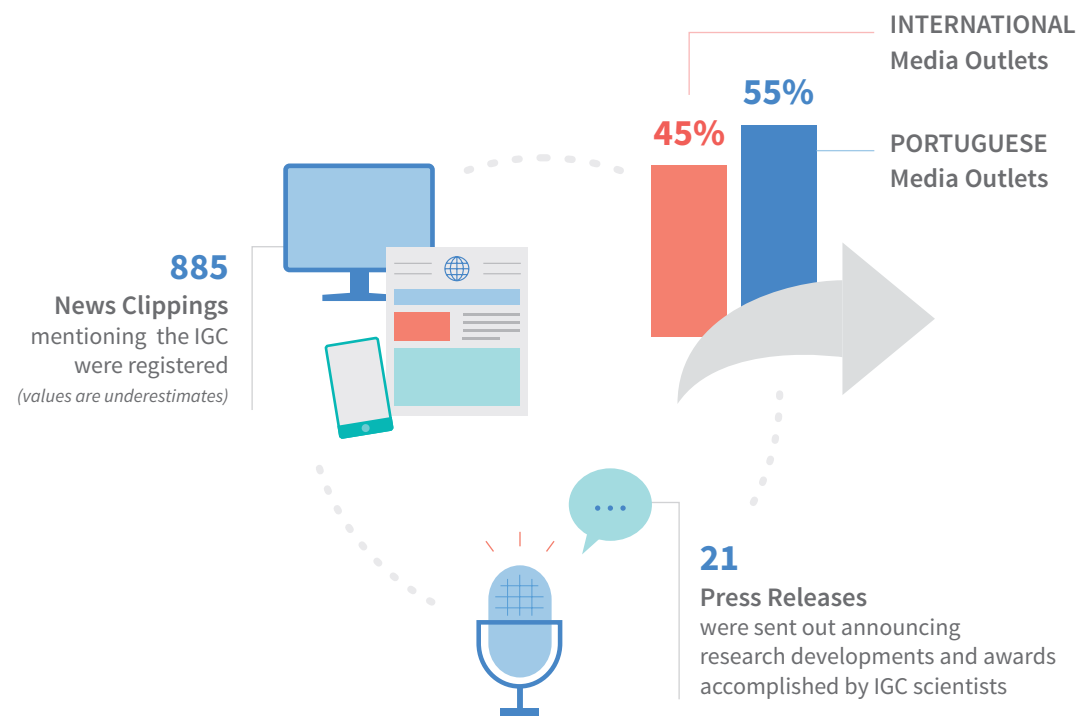 INTERNATIONAL
Media Outlets
55%
45%
PORTUGUESE
Media Outlets
885
News Clippings
mentioning the IGC
were registered
(values are underestimates)
21
Press Releases
were sent out announcing
research developments and awards
accomplished by IGC scientists